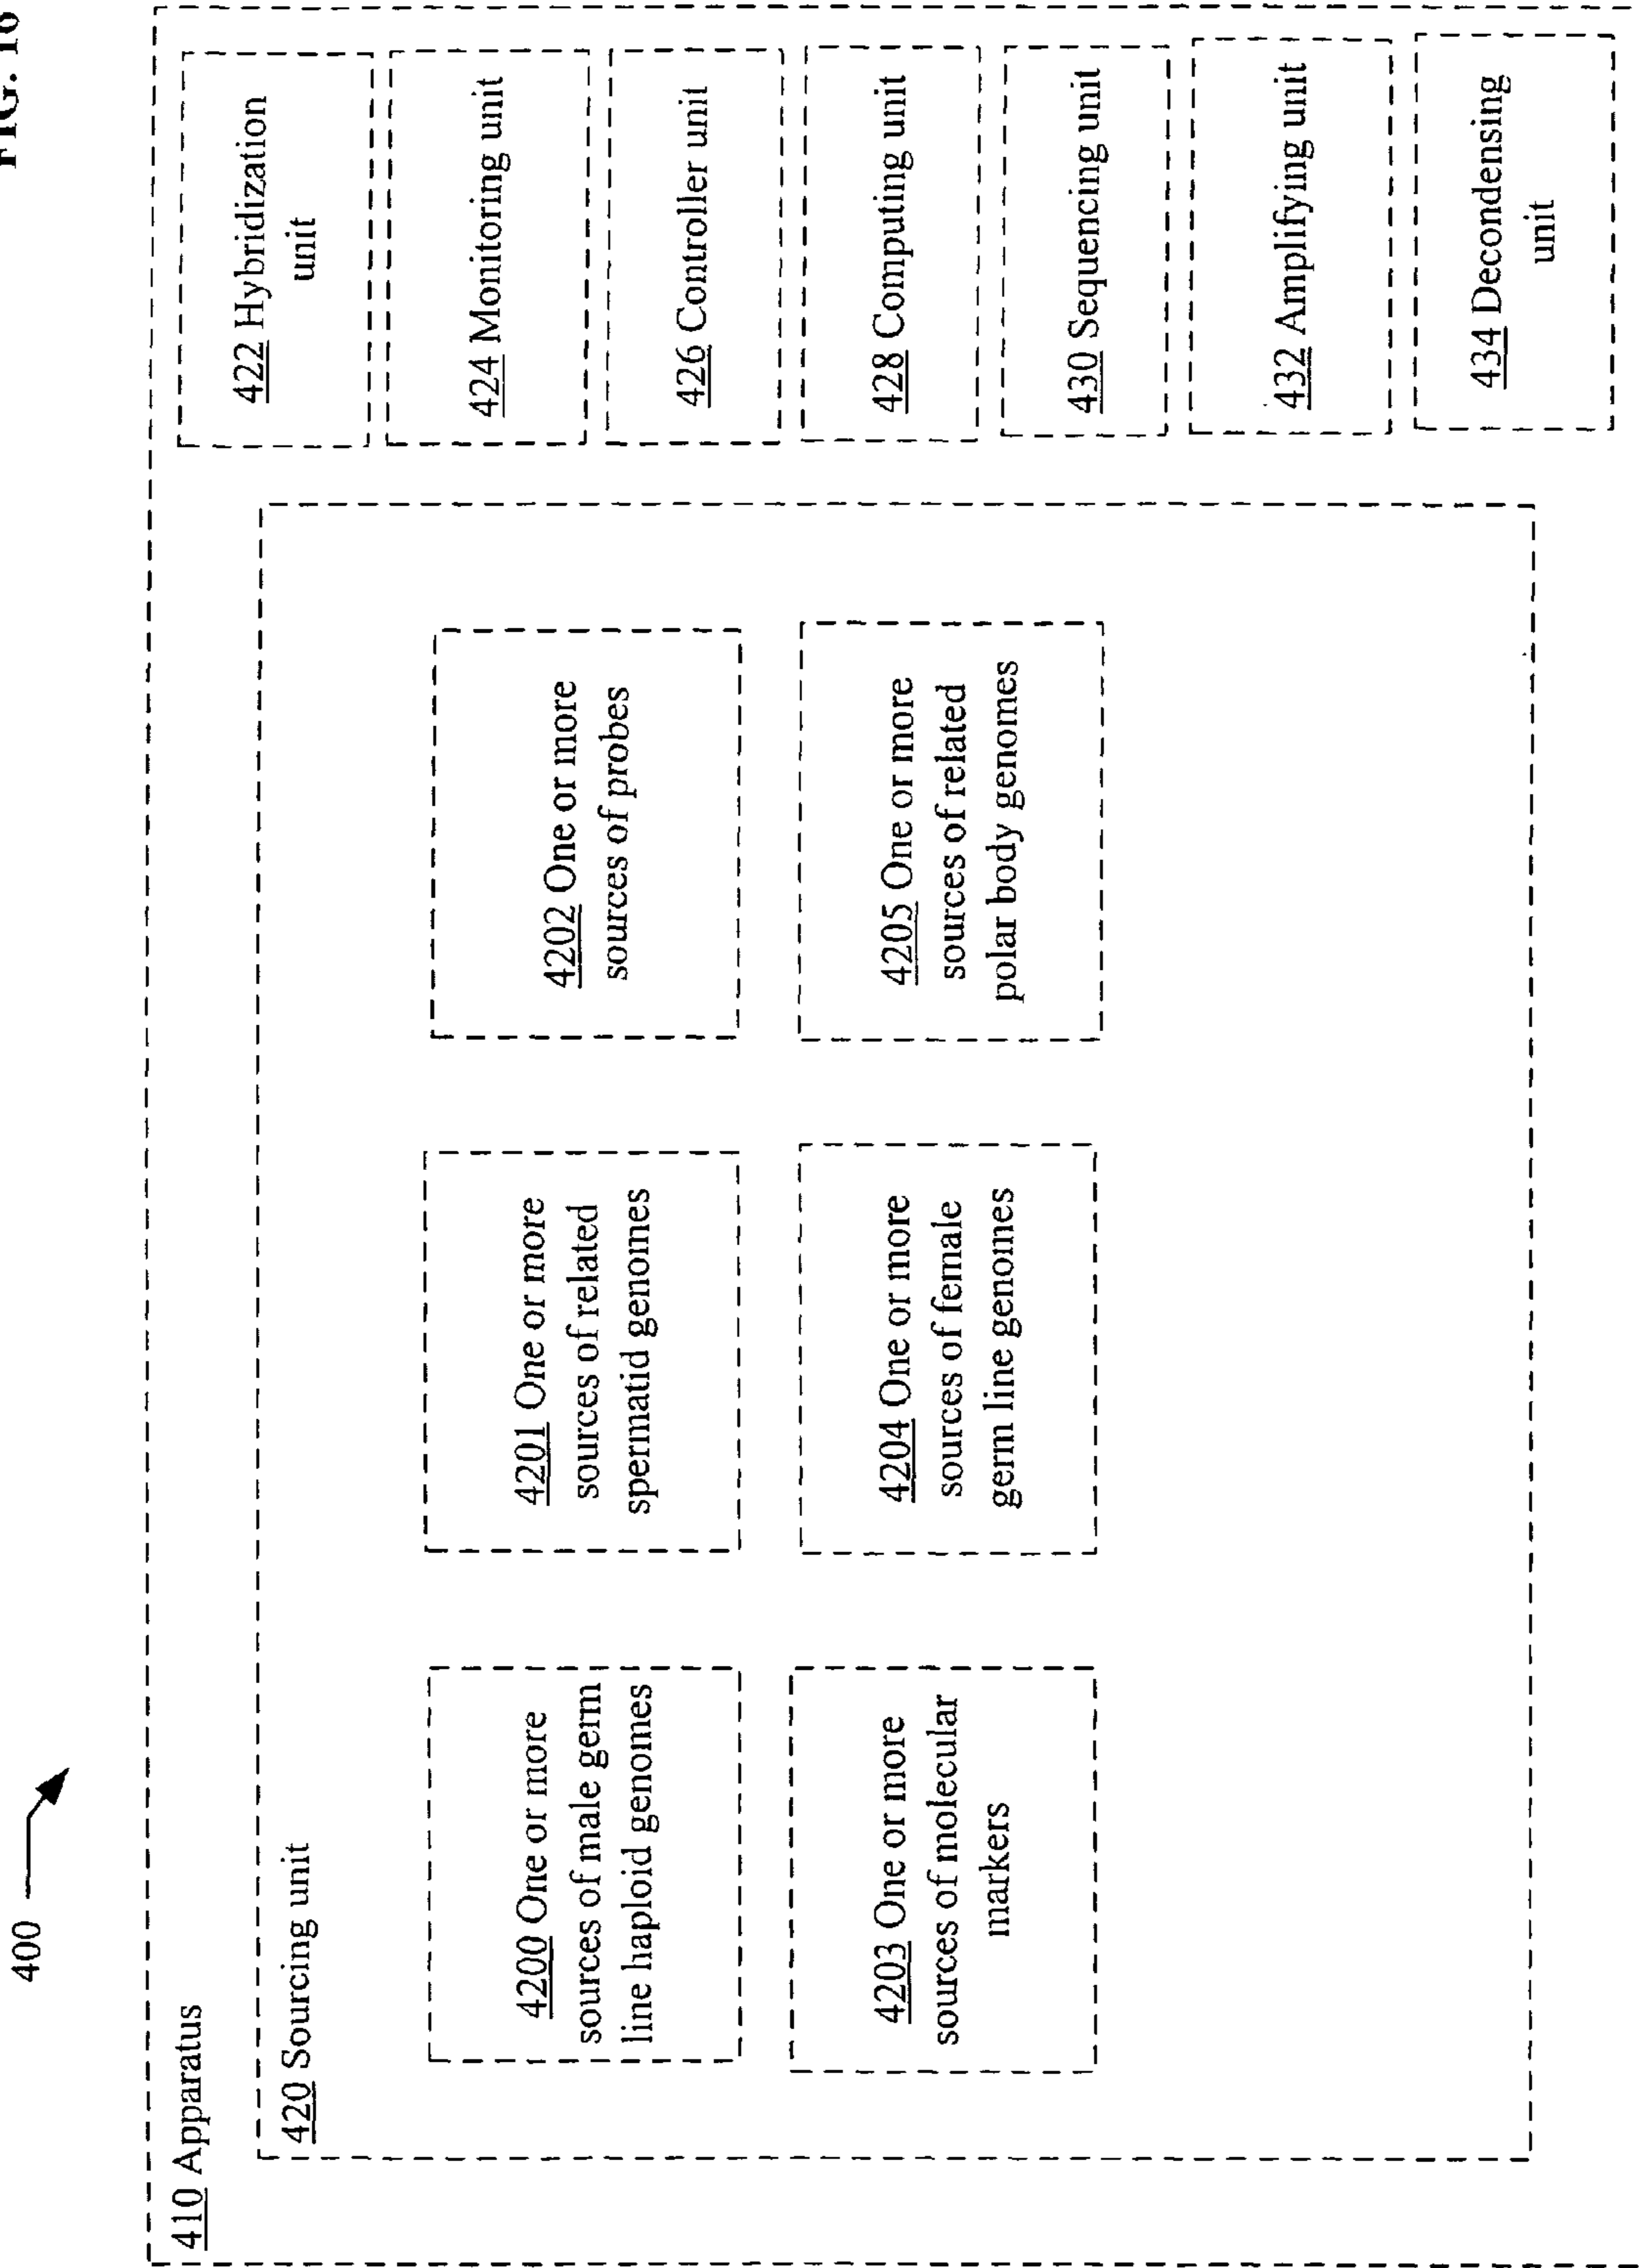 FIG. 16
400
410 Apparatus
420 Sourcing unit
4200 One or more
sources of male germ
line haploid genomes
4201 One or more
sources of related
spermatid genomes
4202 One or more
sources of probes
4203 One or more
sources of molecular
markers
4204 One or more
sources of female
germ line genomes
4205 One or more
sources of related
polar body genomes
422 Hybridization
unit
424 Monitoring unit
426 Controller unit
428 Computing unit
430 Sequencing unit
432 Amplifying unit
434 Decondensing
unit